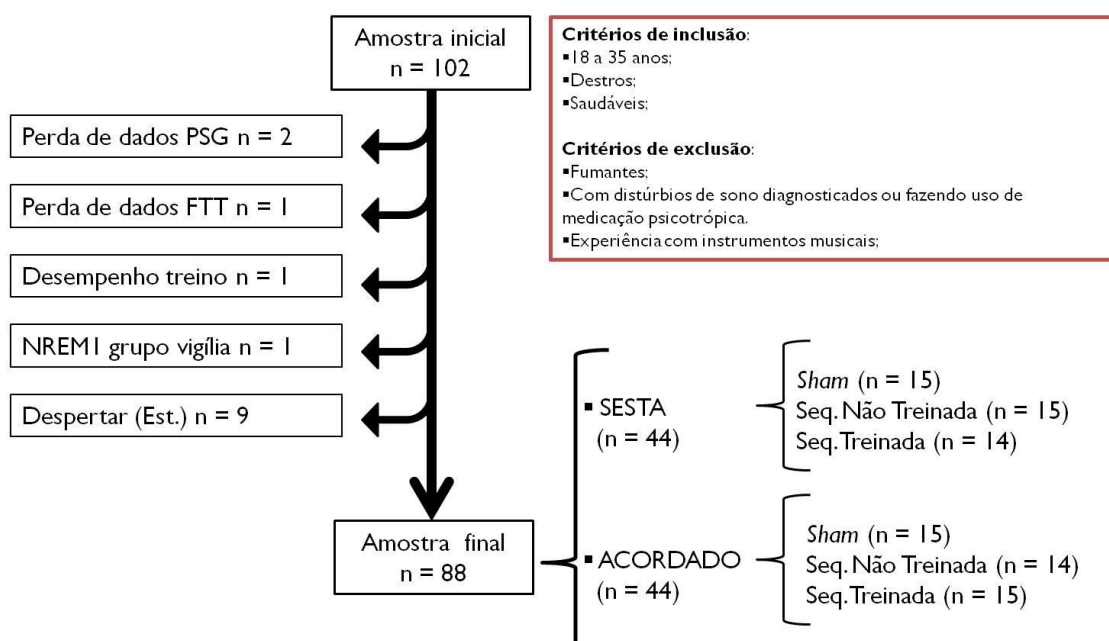 Amostra inicial
n = 102
Critérios de inclusão:
▪18 a 35 anos;
▪Destros;
▪Saudáveis;
Critérios de exclusão:
▪Fumantes;
▪Com distúrbios de sono diagnosticados ou fazendo uso de
medicação psicotrópica.
▪Experiência com instrumentos musicais;
Perda de dados PSG n = 2
Perda de dados FTT n = 1
Desempenho treino n = 1
NREM1 grupo vigília n = 1
Despertar (Est.) n = 9
Amostra final
n = 88
▪ SESTA
(n = 44)
Sham (n = 15)
Seq. Não Treinada (n = 15)
Seq. Treinada (n = 14)
▪ ACORDADO
(n = 44)
Sham (n = 15)
Seq. Não Treinada (n = 14)
Seq. Treinada (n = 15)